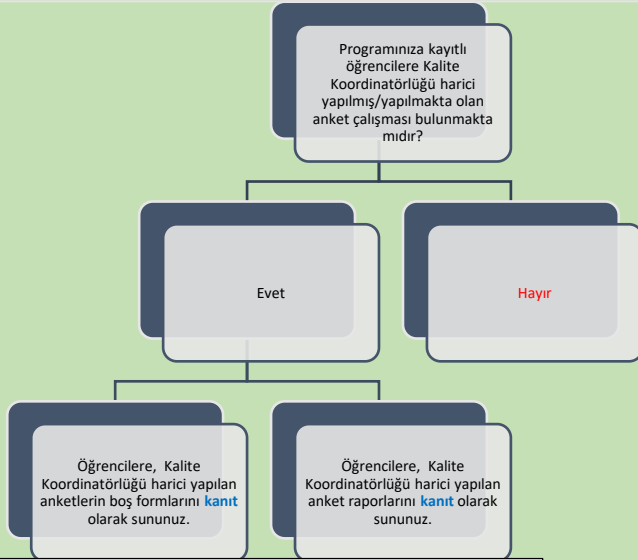 Programınıza kayıtlı
öğrencilere Kalite
Koordinatörlüğü harici
yapılmış/yapılmakta olan
anket çalışması bulunmakta
mıdır?
Evet
Hayır
Öğrencilere, Kalite
Koordinatörlüğü harici yapılan
anketlerin boş formlarını kanıt
olarak sununuz.
Öğrencilere, Kalite
Koordinatörlüğü harici yapılan
anket raporlarını kanıt olarak
sununuz.